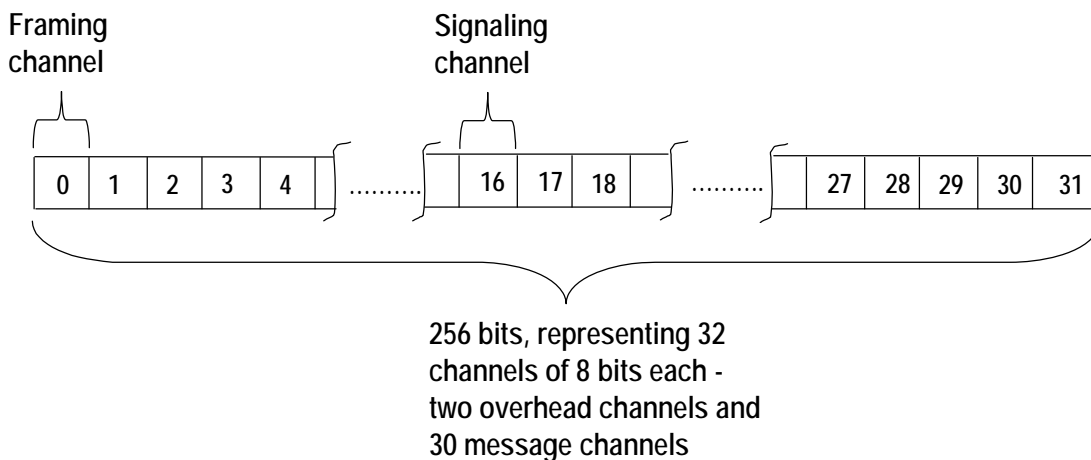 Framing
channel
Signaling
channel
0 1 2 3 4 .......... 16 17 18 .......... 27 28 29 30 31
256 bits, representing 32
channels of 8 bits each -
two overhead channels and
30 message channels